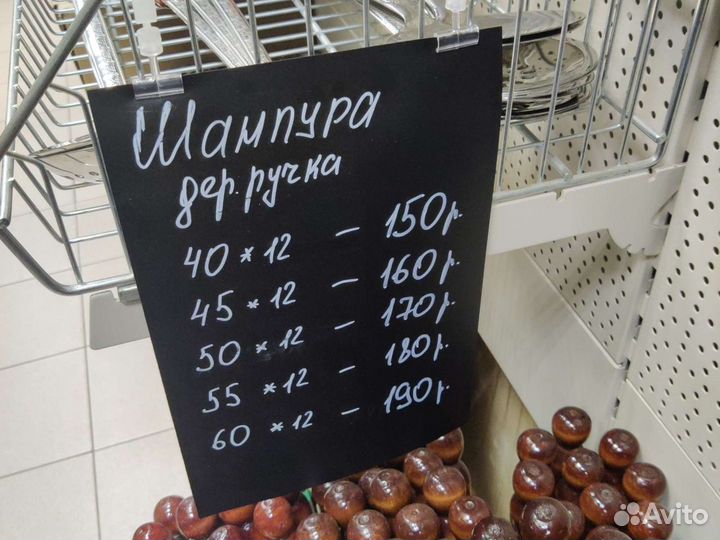 Шампура
дер. ручка
40 * 12 — 150 р.
45 * 12 — 160 р.
50 * 12 — 170 р.
55 * 12 — 180 р.
60 * 12 — 190 р.
Avito